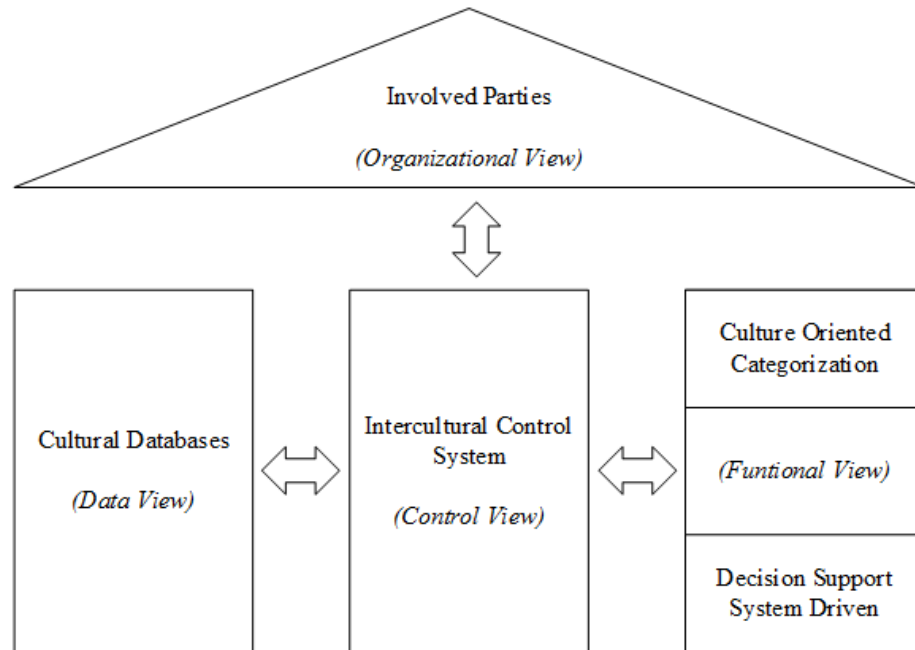 Involved Parties
(Organizational View)
Cultural Databases
(Data View)
Intercultural Control
System
(Control View)
Culture Oriented
Categorization
(Funtional View)
Decision Support
System Driven